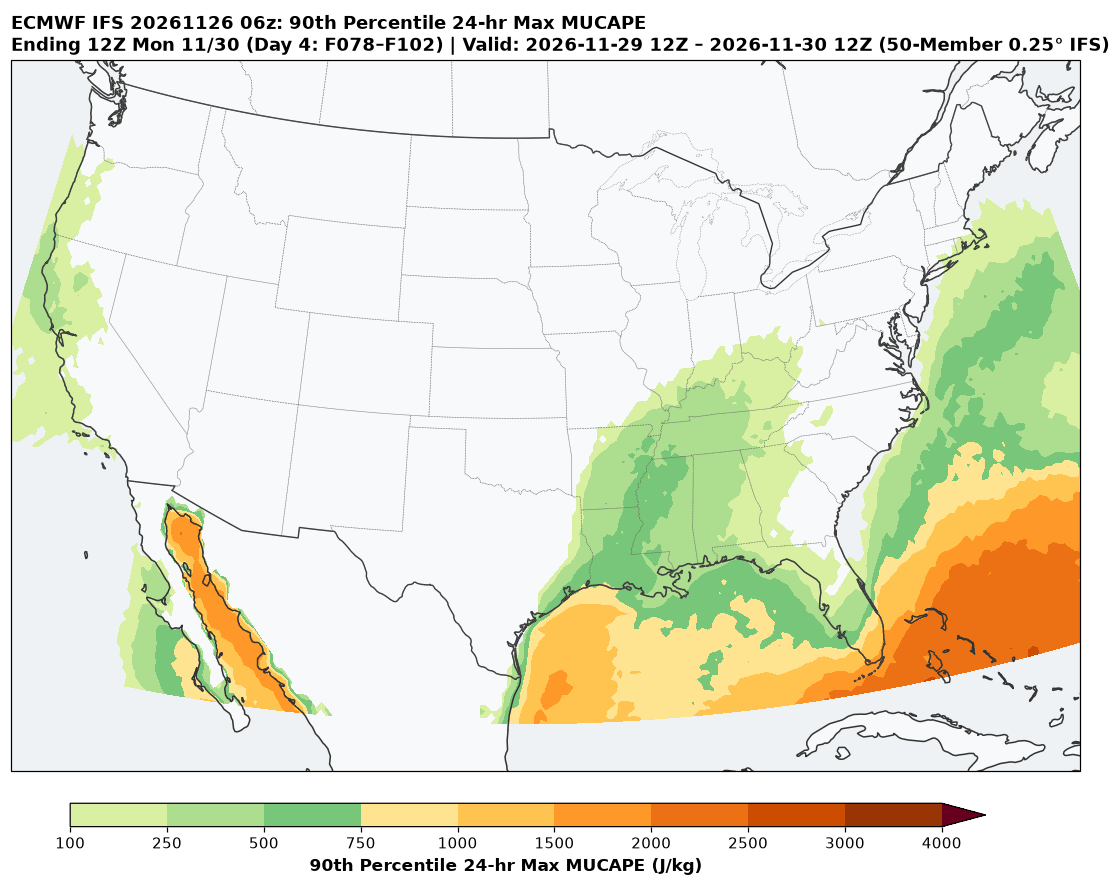 ECMWF IFS 20261126 06z: 90th Percentile 24-hr Max MUCAPE
Ending 12Z Mon 11/30 (Day 4: F078–F102) | Valid: 2026-11-29 12Z – 2026-11-30 12Z (50-Member 0.25° IFS)
100 250 500 750 1000 1500 2000 2500 3000 4000
90th Percentile 24-hr Max MUCAPE (J/kg)